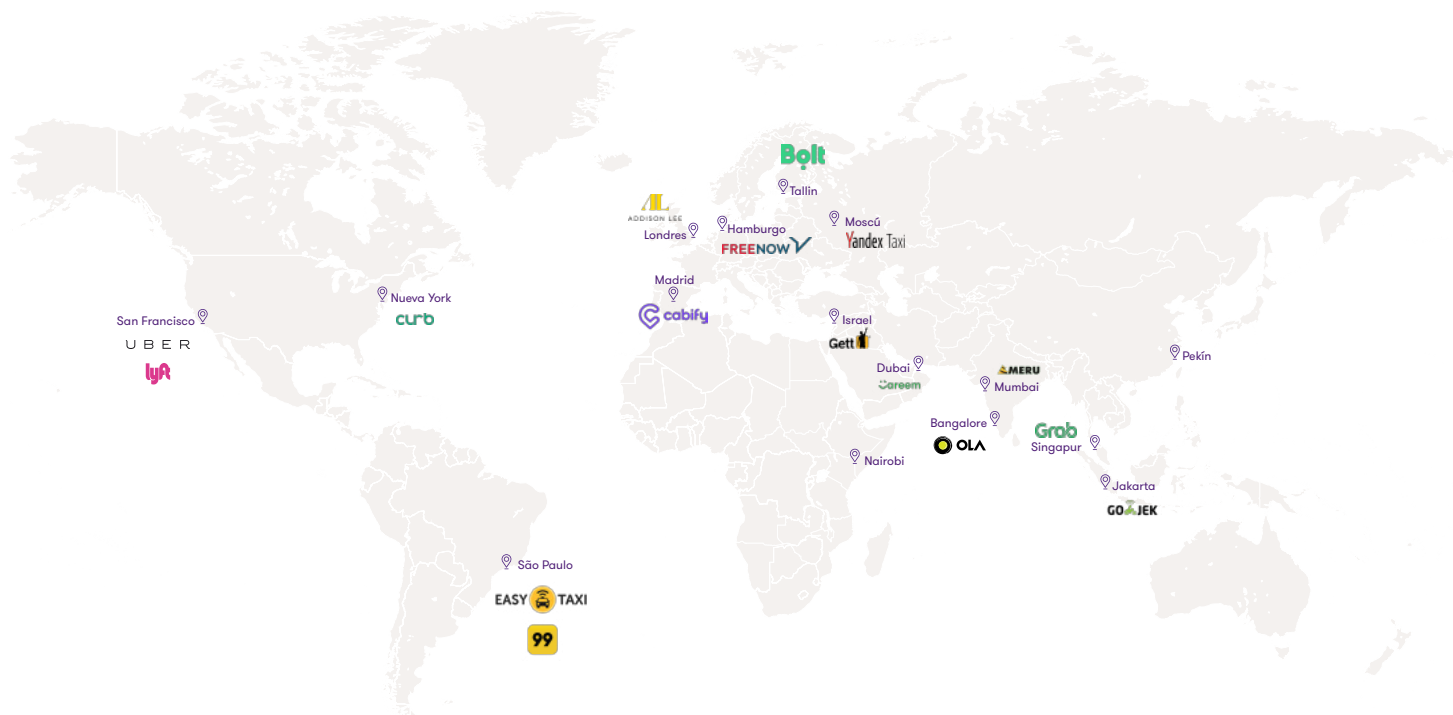 Bolt
Tallin
ADDISON LEE
Londres
Hamburgo
FREENOW
Moscú
Yandex Taxi
Madrid
cabify
Nueva York
curb
San Francisco
UBER
lyft
Israel
Gett
Dubai
Careem
MERU
Mumbai
Pekín
Bangalore
OLA
Grab
Singapur
Nairobi
Jakarta
GOJEK
São Paulo
EASY TAXI
99